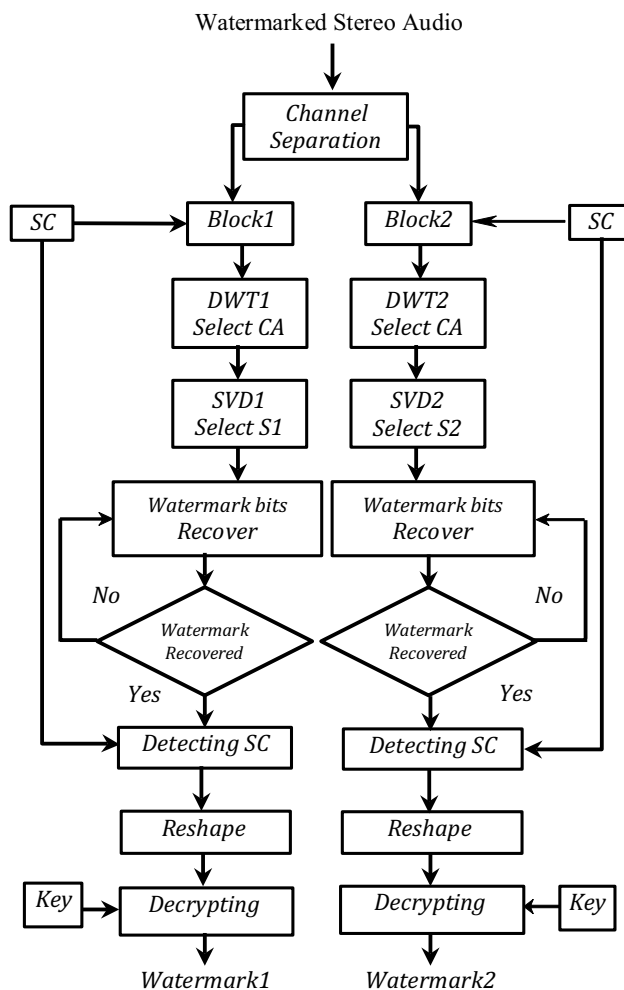 Watermarked Stereo Audio
Channel
Separation
SC
Block1
Block2
SC
DWT1
Select CA
DWT2
Select CA
SVD1
Select S1
SVD2
Select S2
Watermark bits
Recover
Watermark bits
Recover
No
No
Watermark
Recovered
Watermark
Recovered
Yes
Yes
Detecting SC
Detecting SC
Reshape
Reshape
Key
Decrypting
Decrypting
Key
Watermark1
Watermark2